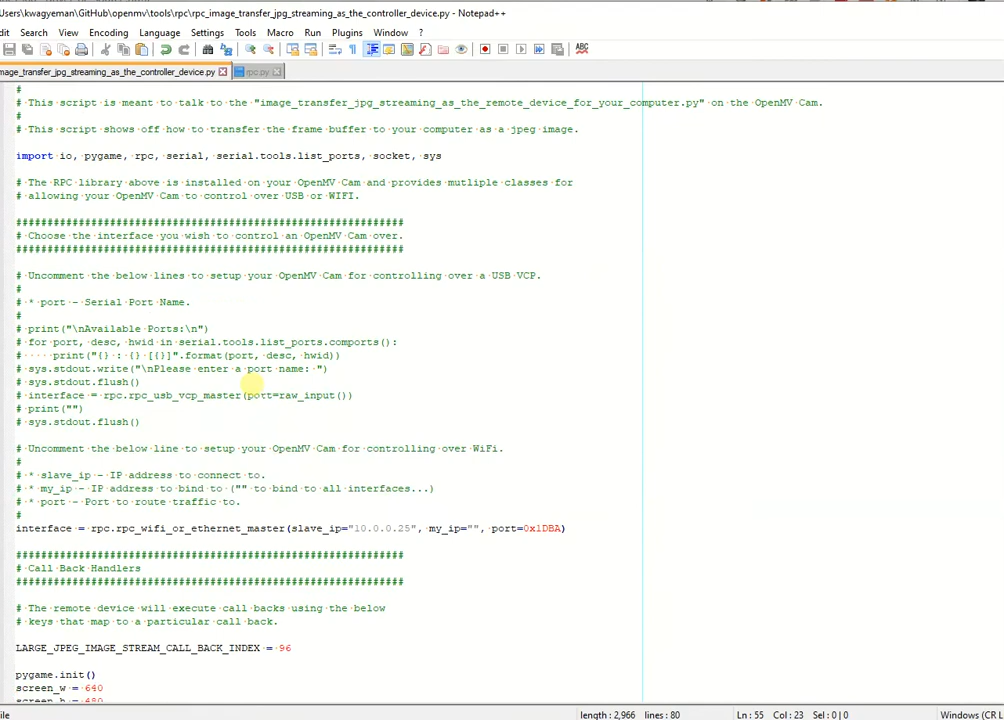 Users\kwagyeman\GitHub\openmv\tools\rpc\rpc_image_transfer_jpg_streaming_as_the_controller_device.py - Notepad++
dit Search View Encoding Language Settings Tools Macro Run Plugins Window ?
mage_transfer_jpg_streaming_as_the_controller_device.py rpc.py
#
# This script is meant to talk to the "image_transfer_jpg_streaming_as_the_remote_device_for_your_computer.py" on the OpenMV Cam.
#
# This script shows off how to transfer the frame buffer to your computer as a jpeg image.
import io, pygame, rpc, serial, serial.tools.list_ports, socket, sys
# The RPC library above is installed on your OpenMV Cam and provides mutliple classes for
# allowing your OpenMV Cam to control over USB or WIFI.
##############################################################
# Choose the interface you wish to control an OpenMV Cam over.
##############################################################
# Uncomment the below lines to setup your OpenMV Cam for controlling over a USB VCP.
#
# * port - Serial Port Name.
#
# print("\nAvailable Ports:\n")
# for port, desc, hwid in serial.tools.list_ports.comports():
#     print("{} : {} [{}]".format(port, desc, hwid))
# sys.stdout.write("\nPlease enter a port name: ")
# sys.stdout.flush()
# interface = rpc.rpc_usb_vcp_master(port=raw_input())
# print("")
# sys.stdout.flush()
# Uncomment the below line to setup your OpenMV Cam for controlling over WiFi.
#
# * slave_ip - IP address to connect to.
# * my_ip - IP address to bind to ("" to bind to all interfaces...)
# * port - Port to route traffic to.
#
interface = rpc.rpc_wifi_or_ethernet_master(slave_ip="10.0.0.25", my_ip="", port=0x1DBA)
##############################################################
# Call Back Handlers
##############################################################
# The remote device will execute call backs using the below
# keys that map to a particular call back.
LARGE_JPEG_IMAGE_STREAM_CALL_BACK_INDEX = 96
pygame.init()
screen_w = 640
screen_h = 480
ile length : 2,966 lines : 80 Ln : 55 Col : 23 Sel : 0 | 0 Windows (CR L